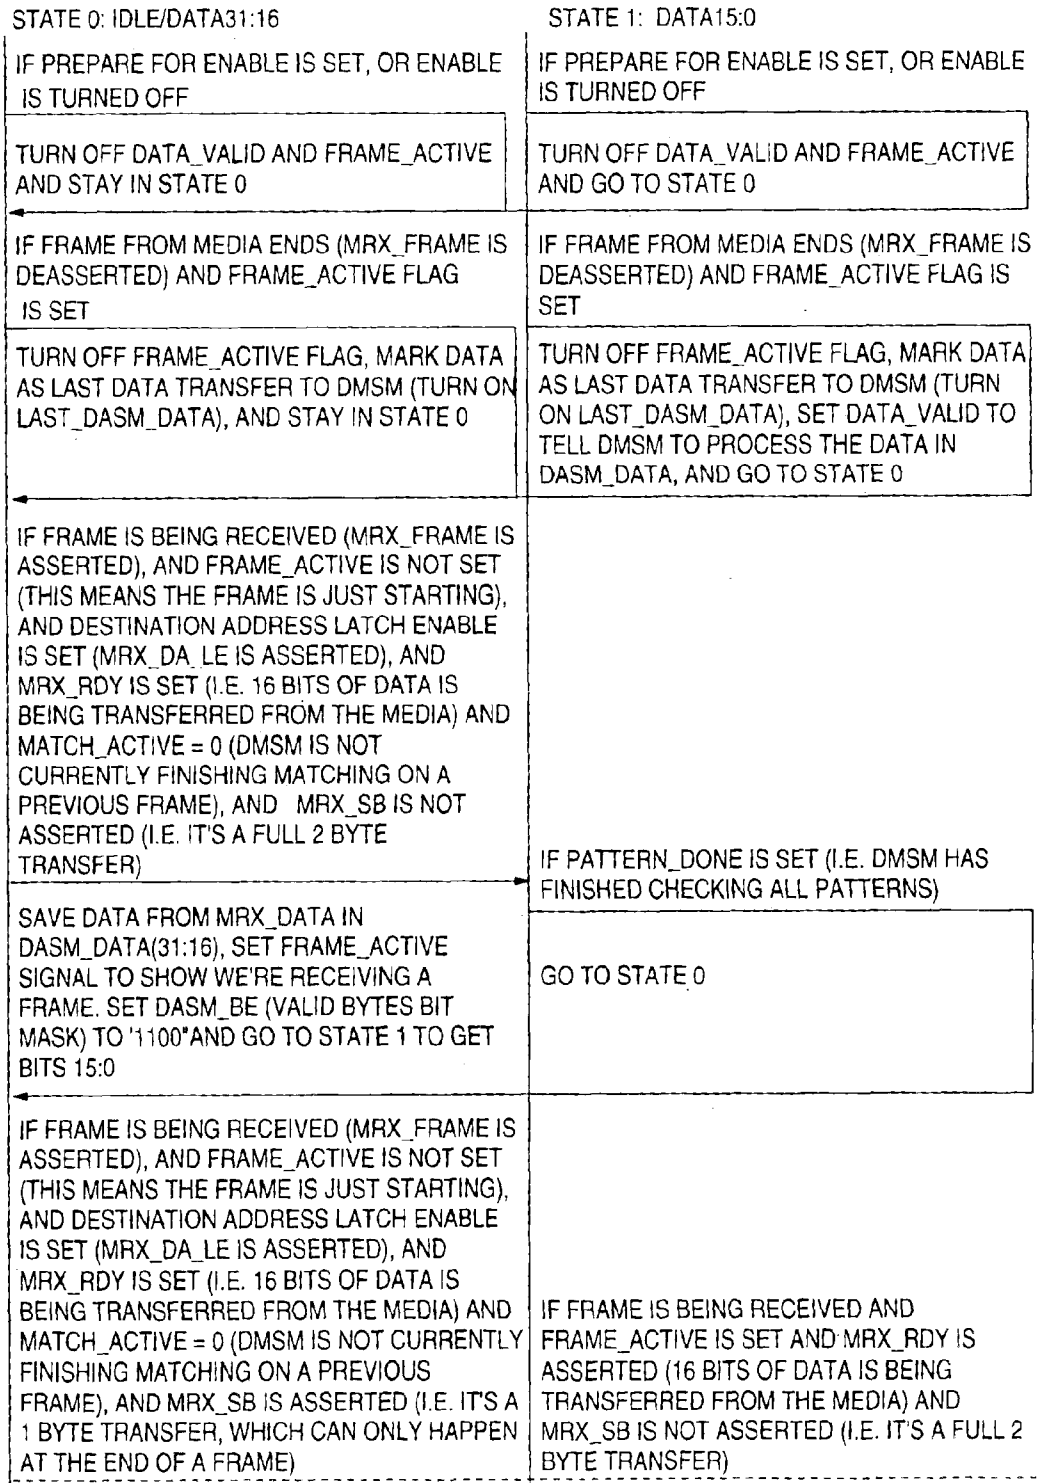 STATE 0: IDLE/DATA31:16
IF PREPARE FOR ENABLE IS SET, OR ENABLE
IS TURNED OFF
TURN OFF DATA_VALID AND FRAME_ACTIVE
AND STAY IN STATE 0
IF FRAME FROM MEDIA ENDS (MRX_FRAME IS
DEASSERTED) AND FRAME_ACTIVE FLAG
IS SET
TURN OFF FRAME_ACTIVE FLAG, MARK DATA
AS LAST DATA TRANSFER TO DMSM (TURN ON
LAST_DASM_DATA), AND STAY IN STATE 0
IF FRAME IS BEING RECEIVED (MRX_FRAME IS
ASSERTED), AND FRAME_ACTIVE IS NOT SET
(THIS MEANS THE FRAME IS JUST STARTING),
AND DESTINATION ADDRESS LATCH ENABLE
IS SET (MRX_DA_LE IS ASSERTED), AND
MRX_RDY IS SET (I.E. 16 BITS OF DATA IS
BEING TRANSFERRED FROM THE MEDIA) AND
MATCH_ACTIVE = 0 (DMSM IS NOT
CURRENTLY FINISHING MATCHING ON A
PREVIOUS FRAME), AND MRX_SB IS NOT
ASSERTED (I.E. IT'S A FULL 2 BYTE
TRANSFER)
SAVE DATA FROM MRX_DATA IN
DASM_DATA(31:16), SET FRAME_ACTIVE
SIGNAL TO SHOW WE'RE RECEIVING A
FRAME. SET DASM_BE (VALID BYTES BIT
MASK) TO '1100"AND GO TO STATE 1 TO GET
BITS 15:0
IF FRAME IS BEING RECEIVED (MRX_FRAME IS
ASSERTED), AND FRAME_ACTIVE IS NOT SET
(THIS MEANS THE FRAME IS JUST STARTING),
AND DESTINATION ADDRESS LATCH ENABLE
IS SET (MRX_DA_LE IS ASSERTED), AND
MRX_RDY IS SET (I.E. 16 BITS OF DATA IS
BEING TRANSFERRED FROM THE MEDIA) AND
MATCH_ACTIVE = 0 (DMSM IS NOT CURRENTLY
FINISHING MATCHING ON A PREVIOUS
FRAME), AND MRX_SB IS ASSERTED (I.E. IT'S A
1 BYTE TRANSFER, WHICH CAN ONLY HAPPEN
AT THE END OF A FRAME)
STATE 1: DATA15:0
IF PREPARE FOR ENABLE IS SET, OR ENABLE
IS TURNED OFF
TURN OFF DATA_VALID AND FRAME_ACTIVE
AND GO TO STATE 0
IF FRAME FROM MEDIA ENDS (MRX_FRAME IS
DEASSERTED) AND FRAME_ACTIVE FLAG IS
SET
TURN OFF FRAME_ACTIVE FLAG, MARK DATA
AS LAST DATA TRANSFER TO DMSM (TURN
ON LAST_DASM_DATA), SET DATA_VALID TO
TELL DMSM TO PROCESS THE DATA IN
DASM_DATA, AND GO TO STATE 0
IF PATTERN_DONE IS SET (I.E. DMSM HAS
FINISHED CHECKING ALL PATTERNS)
GO TO STATE 0
IF FRAME IS BEING RECEIVED AND
FRAME_ACTIVE IS SET AND MRX_RDY IS
ASSERTED (16 BITS OF DATA IS BEING
TRANSFERRED FROM THE MEDIA) AND
MRX_SB IS NOT ASSERTED (I.E. IT'S A FULL 2
BYTE TRANSFER)